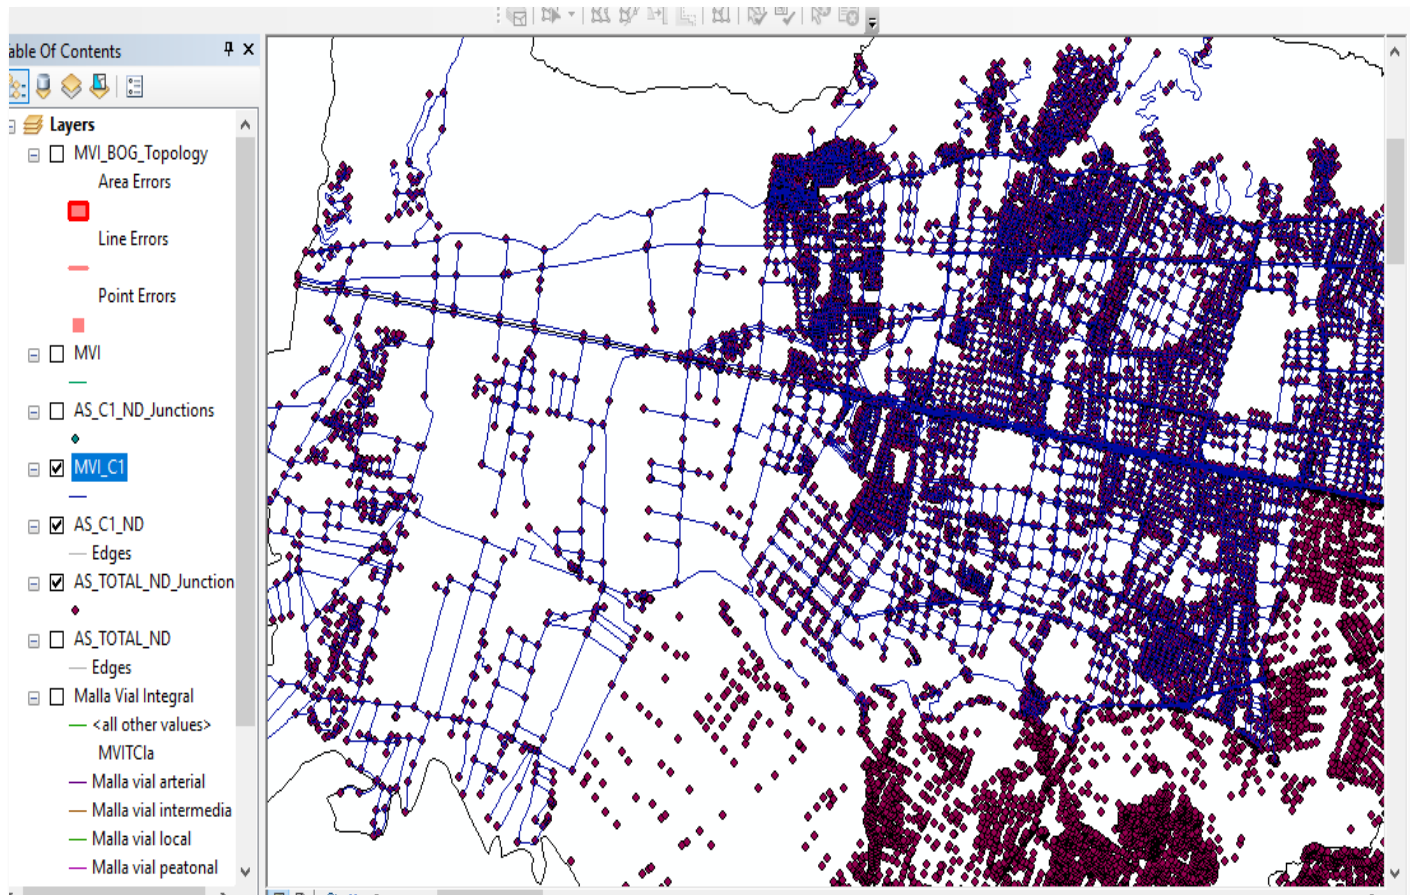 able Of Contents
Layers
MVI_BOG_Topology
Area Errors
Line Errors
Point Errors
MVI
AS_C1_ND_Junctions
MVI_C1
AS_C1_ND
Edges
AS_TOTAL_ND_Junction
AS_TOTAL_ND
Edges
Malla Vial Integral
<all other values>
MVITCla
Malla vial arterial
Malla vial intermedia
Malla vial local
Malla vial peatonal